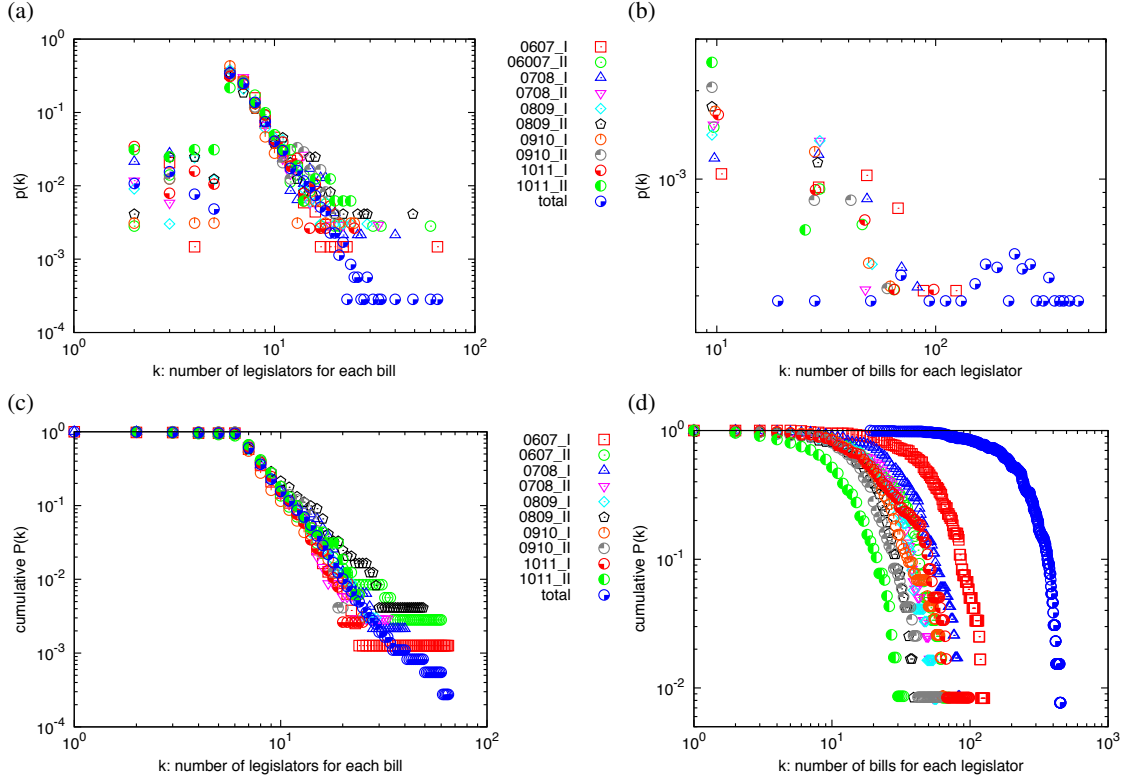 (a)
10^0
10^-1
10^-2
10^-3
10^-4
10^0
10^1
10^2
p(k)
k: number of legislators for each bill
0607_I
06007_II
0708_I
0708_II
0809_I
0809_II
0910_I
0910_II
1011_I
1011_II
total
(b)
10^-3
10^1
10^2
p(k)
k: number of bills for each legislator
(c)
10^0
10^-1
10^-2
10^-3
10^-4
10^0
10^1
10^2
cumulative P(k)
k: number of legislators for each bill
0607_I
0607_II
0708_I
0708_II
0809_I
0809_II
0910_I
0910_II
1011_I
1011_II
total
(d)
10^0
10^-1
10^-2
10^0
10^1
10^2
10^3
cumulative P(k)
k: number of bills for each legislator